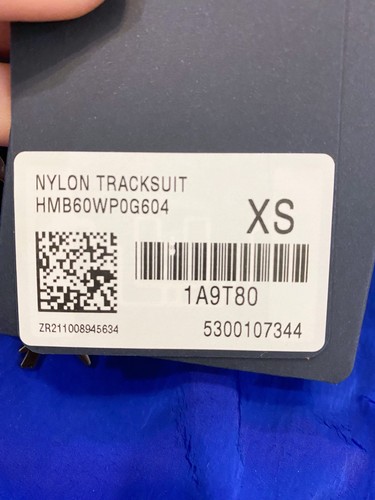 NYLON TRACKSUIT
HMB60WP0G604
XS
1A9T80
ZR211008945634
5300107344